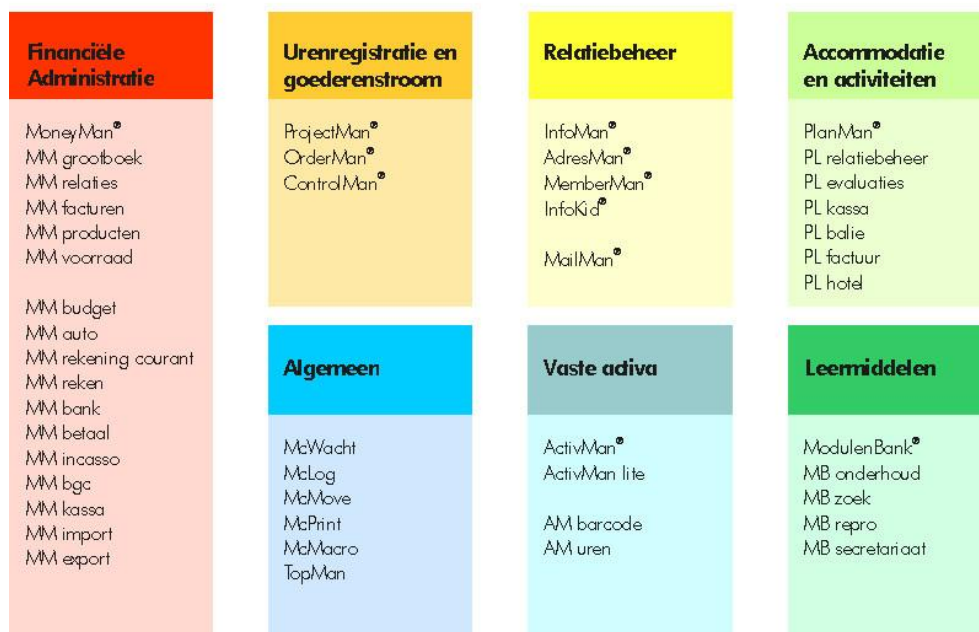 Financiële
Administratie
MoneyMan®
MM grootboek
MM relaties
MM facturen
MM producten
MM voorraad
MM budget
MM auto
MM rekening courant
MM reken
MM bank
MM betaal
MM incasso
MM bgc
MM kassa
MM import
MM export
Urenregistratie en
goederenstroom
ProjectMan®
OrderMan®
ControlMan®
Relatiebeheer
InfoMan®
AdresMan®
MemberMan®
InfoKid®
MailMan®
Accommodatie
en activiteiten
PlanMan®
PL relatiebeheer
PL evaluaties
PL kassa
PL balie
PL factuur
PL hotel
Algemeen
McWacht
McLog
McMove
McPrint
McMacro
TopMan
Vaste activa
ActivMan®
ActivMan lite
AM barcode
AM uren
Leermiddelen
ModulenBank®
MB onderhoud
MB zoek
MB repro
MB secretariaat